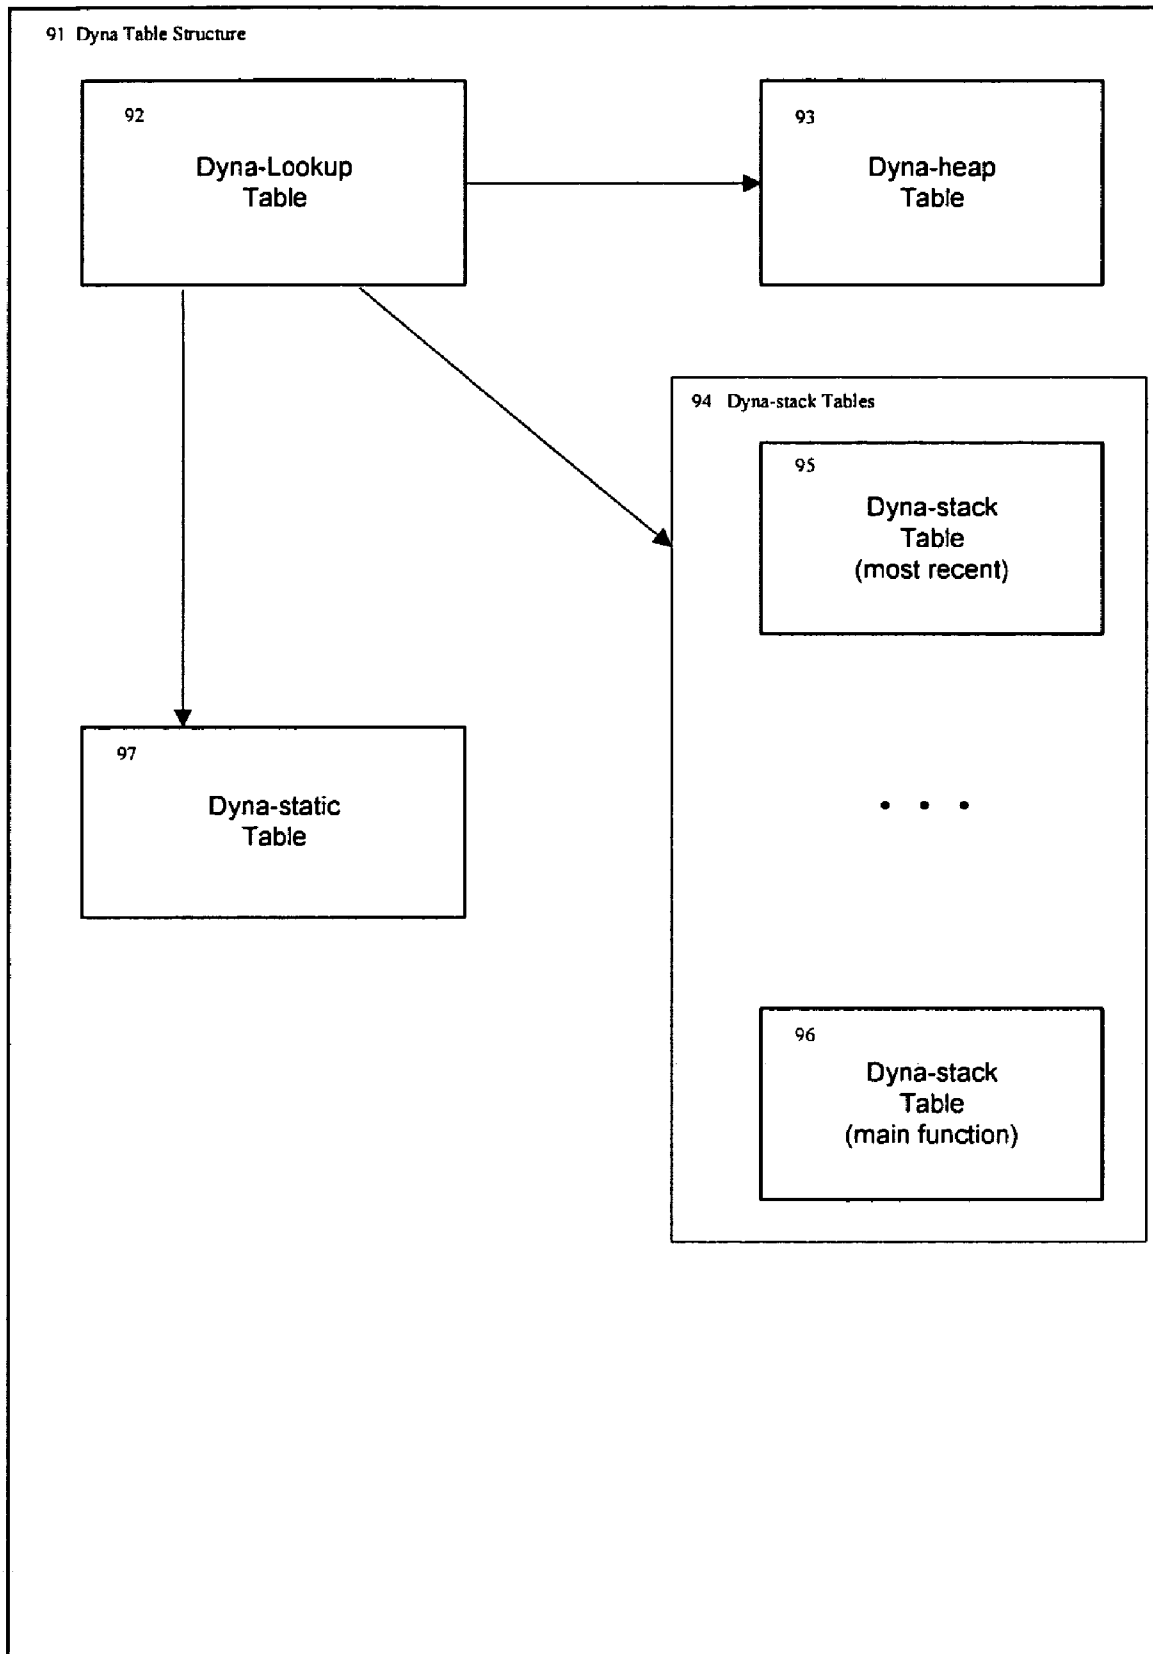 91 Dyna Table Structure
92
Dyna-Lookup
Table
93
Dyna-heap
Table
94 Dyna-stack Tables
95
Dyna-stack
Table
(most recent)
97
Dyna-static
Table
. . .
96
Dyna-stack
Table
(main function)